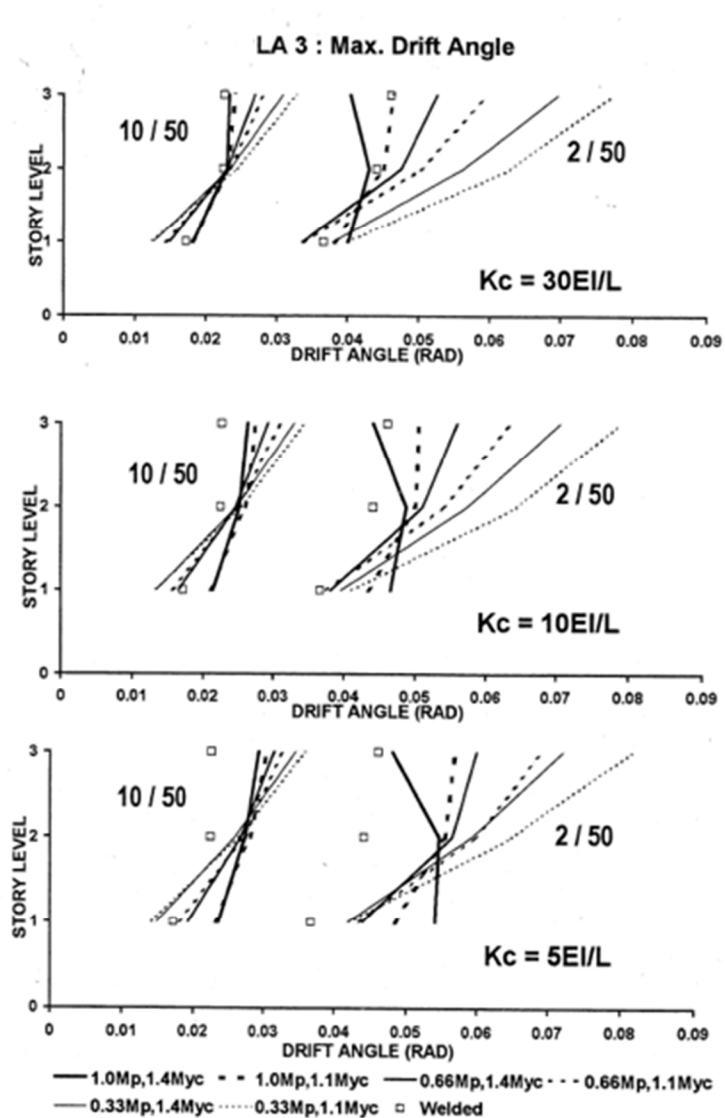 LA 3 : Max. Drift Angle
3
2
1
0
STORY LEVEL
10 / 50
2 / 50
Kc = 30EI/L
0 0.01 0.02 0.03 0.04 0.05 0.06 0.07 0.08 0.09
DRIFT ANGLE (RAD)
3
2
1
0
STORY LEVEL
10 / 50
2 / 50
Kc = 10EI/L
0 0.01 0.02 0.03 0.04 0.05 0.06 0.07 0.08 0.09
DRIFT ANGLE (RAD)
3
2
1
0
STORY LEVEL
10 / 50
2 / 50
Kc = 5EI/L
0 0.01 0.02 0.03 0.04 0.05 0.06 0.07 0.08 0.09
DRIFT ANGLE (RAD)
1.0Mp,1.4Myc 1.0Mp,1.1Myc 0.66Mp,1.4Myc 0.66Mp,1.1Myc
0.33Mp,1.4Myc 0.33Mp,1.1Myc Welded